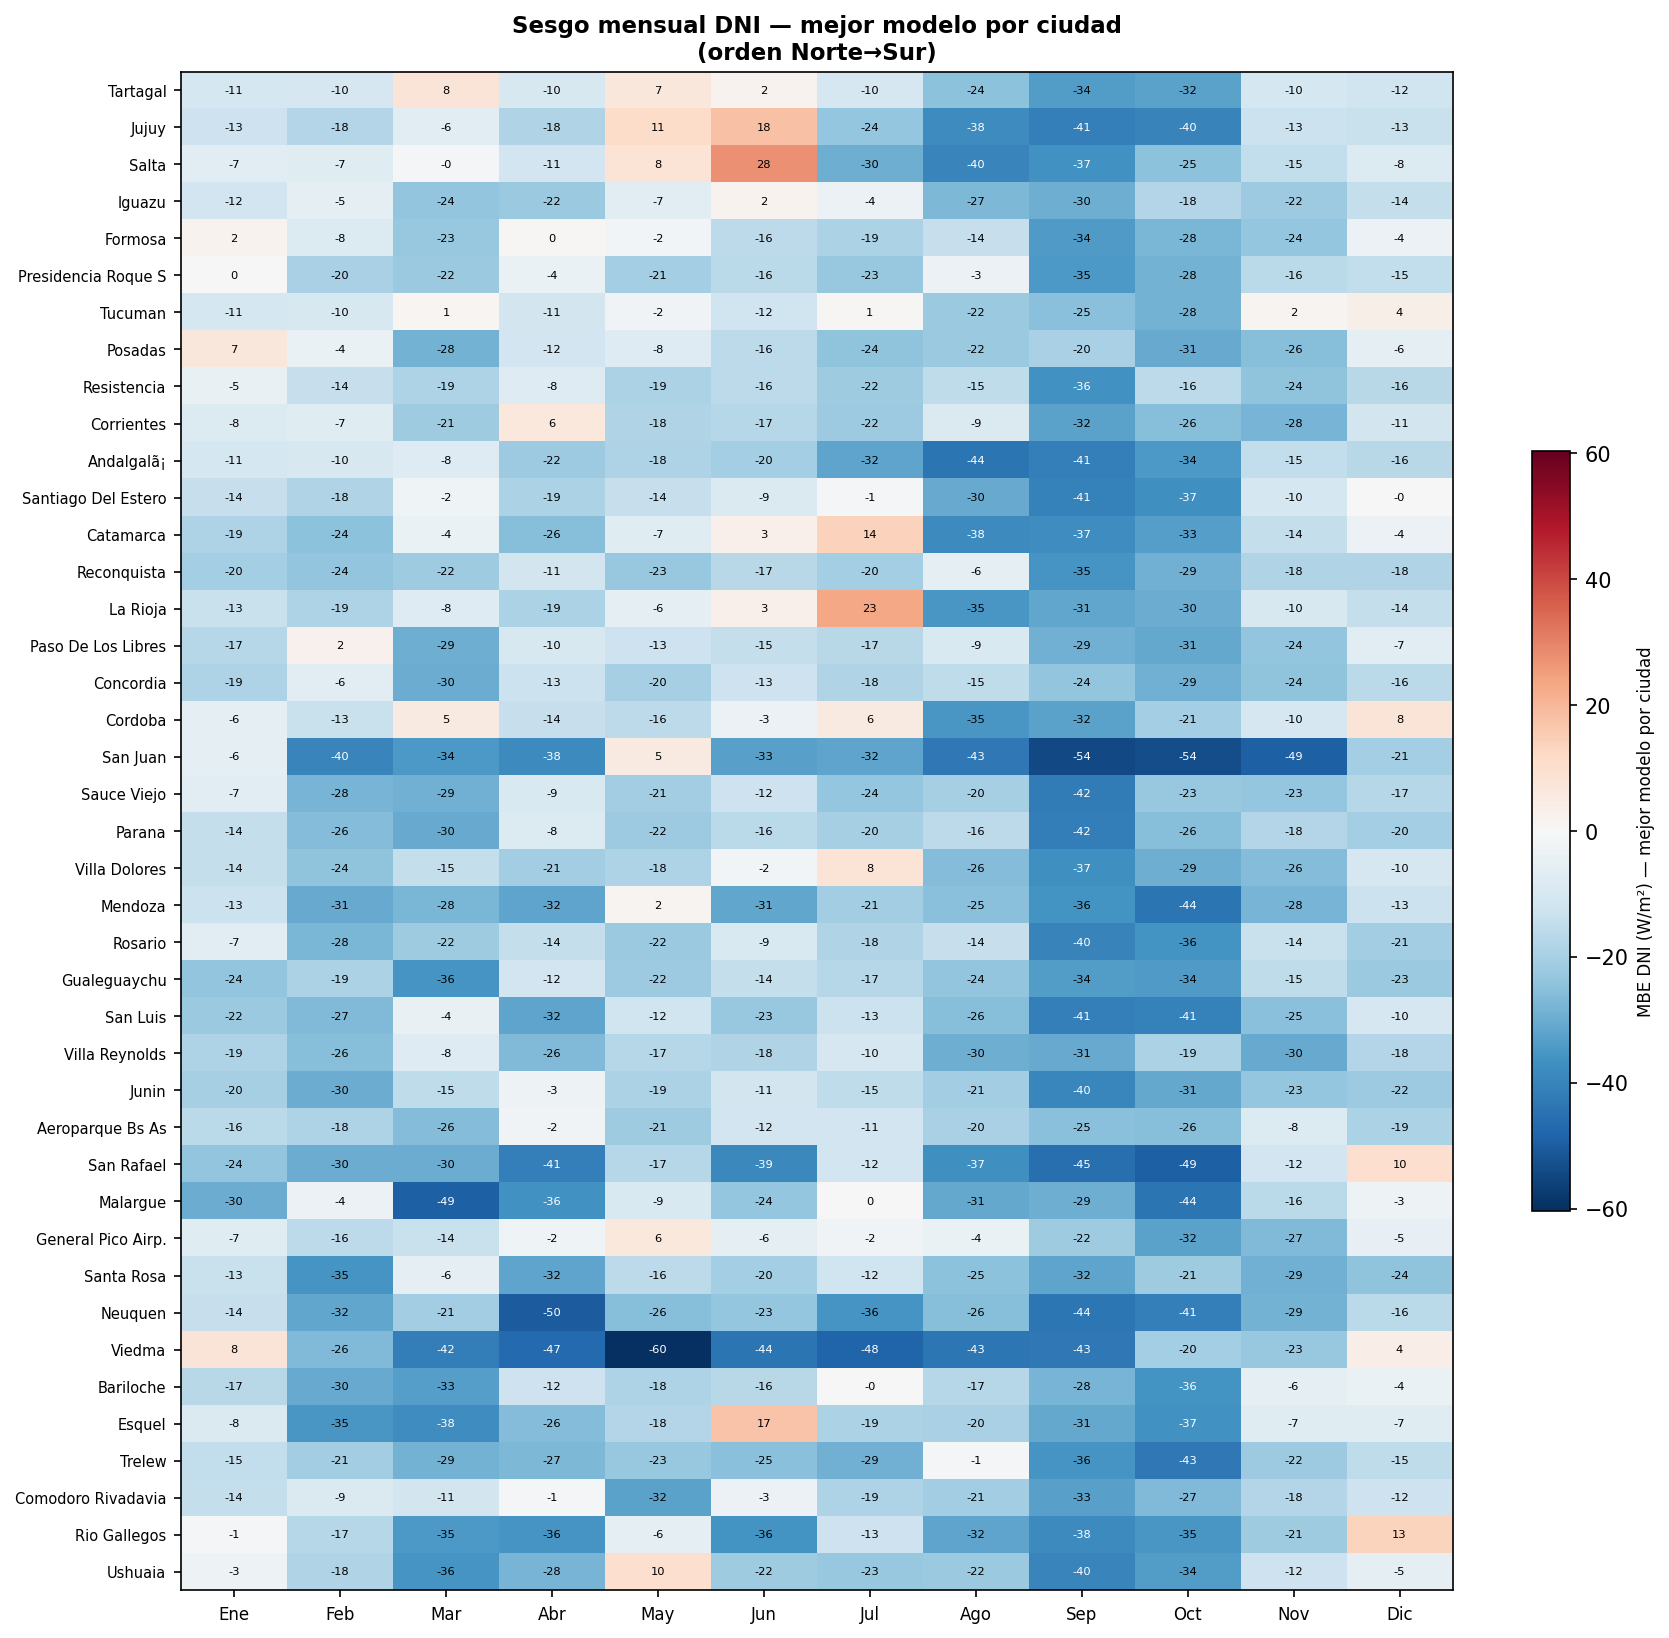 Sesgo mensual DNI — mejor modelo por ciudad
(orden Norte→Sur)
Tartagal -11 -10 8 -10 7 2 -10 -24 -34 -32 -10 -12
Jujuy -13 -18 -6 -18 11 18 -24 -38 -41 -40 -13 -13
Salta -7 -7 -0 -11 8 28 -30 -40 -37 -25 -15 -8
Iguazu -12 -5 -24 -22 -7 2 -4 -27 -30 -18 -22 -14
Formosa 2 -8 -23 0 -2 -16 -19 -14 -34 -28 -24 -4
Presidencia Roque S 0 -20 -22 -4 -21 -16 -23 -3 -35 -28 -16 -15
Tucuman -11 -10 1 -11 -2 -12 1 -22 -25 -28 2 4
Posadas 7 -4 -28 -12 -8 -16 -24 -22 -20 -31 -26 -6
Resistencia -5 -14 -19 -8 -19 -16 -22 -15 -36 -16 -24 -16
Corrientes -8 -7 -21 6 -18 -17 -22 -9 -32 -26 -28 -11
Andalgalã¡ -11 -10 -8 -22 -18 -20 -32 -44 -41 -34 -15 -16
Santiago Del Estero -14 -18 -2 -19 -14 -9 -1 -30 -41 -37 -10 -0
Catamarca -19 -24 -4 -26 -7 3 14 -38 -37 -33 -14 -4
Reconquista -20 -24 -22 -11 -23 -17 -20 -6 -35 -29 -18 -18
La Rioja -13 -19 -8 -19 -6 3 23 -35 -31 -30 -10 -14
Paso De Los Libres -17 2 -29 -10 -13 -15 -17 -9 -29 -31 -24 -7
Concordia -19 -6 -30 -13 -20 -13 -18 -15 -24 -29 -24 -16
Cordoba -6 -13 5 -14 -16 -3 6 -35 -32 -21 -10 8
San Juan -6 -40 -34 -38 5 -33 -32 -43 -54 -54 -49 -21
Sauce Viejo -7 -28 -29 -9 -21 -12 -24 -20 -42 -23 -23 -17
Parana -14 -26 -30 -8 -22 -16 -20 -16 -42 -26 -18 -20
Villa Dolores -14 -24 -15 -21 -18 -2 8 -26 -37 -29 -26 -10
Mendoza -13 -31 -28 -32 2 -31 -21 -25 -36 -44 -28 -13
Rosario -7 -28 -22 -14 -22 -9 -18 -14 -40 -36 -14 -21
Gualeguaychu -24 -19 -36 -12 -22 -14 -17 -24 -34 -34 -15 -23
San Luis -22 -27 -4 -32 -12 -23 -13 -26 -41 -41 -25 -10
Villa Reynolds -19 -26 -8 -26 -17 -18 -10 -30 -31 -19 -30 -18
Junin -20 -30 -15 -3 -19 -11 -15 -21 -40 -31 -23 -22
Aeroparque Bs As -16 -18 -26 -2 -21 -12 -11 -20 -25 -26 -8 -19
San Rafael -24 -30 -30 -41 -17 -39 -12 -37 -45 -49 -12 10
Malargue -30 -4 -49 -36 -9 -24 0 -31 -29 -44 -16 -3
General Pico Airp. -7 -16 -14 -2 6 -6 -2 -4 -22 -32 -27 -5
Santa Rosa -13 -35 -6 -32 -16 -20 -12 -25 -32 -21 -29 -24
Neuquen -14 -32 -21 -50 -26 -23 -36 -26 -44 -41 -29 -16
Viedma 8 -26 -42 -47 -60 -44 -48 -43 -43 -20 -23 4
Bariloche -17 -30 -33 -12 -18 -16 -0 -17 -28 -36 -6 -4
Esquel -8 -35 -38 -26 -18 17 -19 -20 -31 -37 -7 -7
Trelew -15 -21 -29 -27 -23 -25 -29 -1 -36 -43 -22 -15
Comodoro Rivadavia -14 -9 -11 -1 -32 -3 -19 -21 -33 -27 -18 -12
Rio Gallegos -1 -17 -35 -36 -6 -36 -13 -32 -38 -35 -21 13
Ushuaia -3 -18 -36 -28 10 -22 -23 -22 -40 -34 -12 -5
Ene Feb Mar Abr May Jun Jul Ago Sep Oct Nov Dic
60
40
20
0
−20
−40
−60
MBE DNI (W/m²) — mejor modelo por ciudad